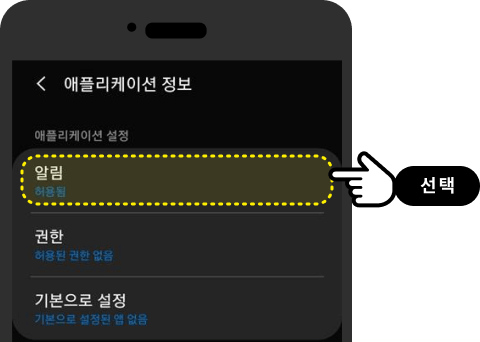 애플리케이션 정보
애플리케이션 설정
알림
허용됨
선택
권한
허용된 권한 없음
기본으로 설정
기본으로 설정된 앱 없음